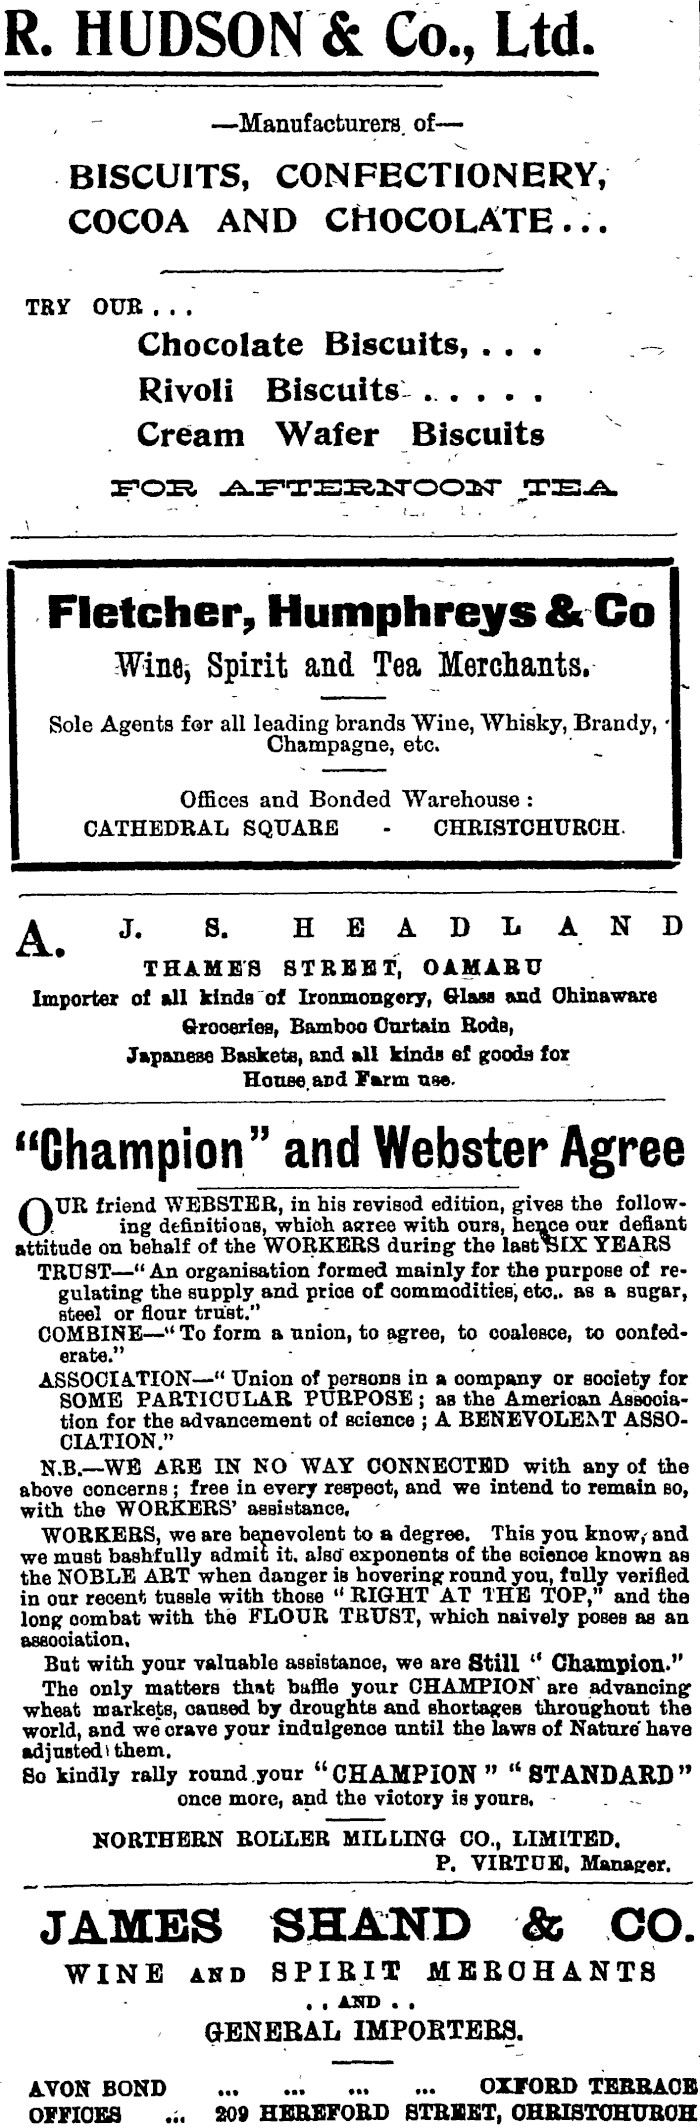 R. HUDSON & Co., Ltd.
—Manufacturers of—
BISCUITS, CONFECTIONERY,
COCOA AND CHOCOLATE...
TRY OUR...
Chocolate Biscuits, . . .
Rivoli Biscuits . . . . . .
Cream Wafer Biscuits
FOR AFTERNOON TEA
Fletcher, Humphreys & Co
Wine, Spirit and Tea Merchants.
Sole Agents for all leading brands Wine, Whisky, Brandy,
Champagne, etc.
Offices and Bonded Warehouse :
CATHEDRAL SQUARE - CHRISTCHURCH.
A. J. S. HEADLAND
THAMES STREET, OAMARU
Importer of all kinds of Ironmongery, Glass and Chinaware
Groceries, Bamboo Curtain Rods,
Japanese Baskets, and all kinds of goods for
House and Farm use.
"Champion" and Webster Agree
OUR friend WEBSTER, in his revised edition, gives the follow-
ing definitions, which agree with ours, hence our defiant
attitude on behalf of the WORKERS during the last SIX YEARS
TRUST—"An organisation formed mainly for the purpose of re-
gulating the supply and price of commodities, etc.. as a sugar,
steel or flour trust."
COMBINE—"To form a union, to agree, to coalesce, to confed-
erate."
ASSOCIATION—"Union of persons in a company or society for
SOME PARTICULAR PURPOSE ; as the American Associa-
tion for the advancement of science ; A BENEVOLENT ASSO-
CIATION."
N.B.—WE ARE IN NO WAY CONNECTED with any of the
above concerns ; free in every respect, and we intend to remain so,
with the WORKERS' assistance.
WORKERS, we are benevolent to a degree. This you know, and
we must bashfully admit it, also exponents of the science known as
the NOBLE ART when danger is hovering round you, fully verified
in our recent tussle with those "RIGHT AT THE TOP," and the
long combat with the FLOUR TRUST, which naively poses as an
association.
But with your valuable assistance, we are Still "Champion."
The only matters that baffle your CHAMPION are advancing
wheat markets, caused by droughts and shortages throughout the
world, and we crave your indulgence until the laws of Nature have
adjusted them.
So kindly rally round your "CHAMPION" "STANDARD"
once more, and the victory is yours.
NORTHERN ROLLER MILLING CO., LIMITED.
P. VIRTUE, Manager.
JAMES SHAND & CO.
WINE AND SPIRIT MERCHANTS
. . AND . .
GENERAL IMPORTERS.
AVON BOND ... ... ... ... OXFORD TERRACE
OFFICES ... 209 HEREFORD STREET, CHRISTCHURCH